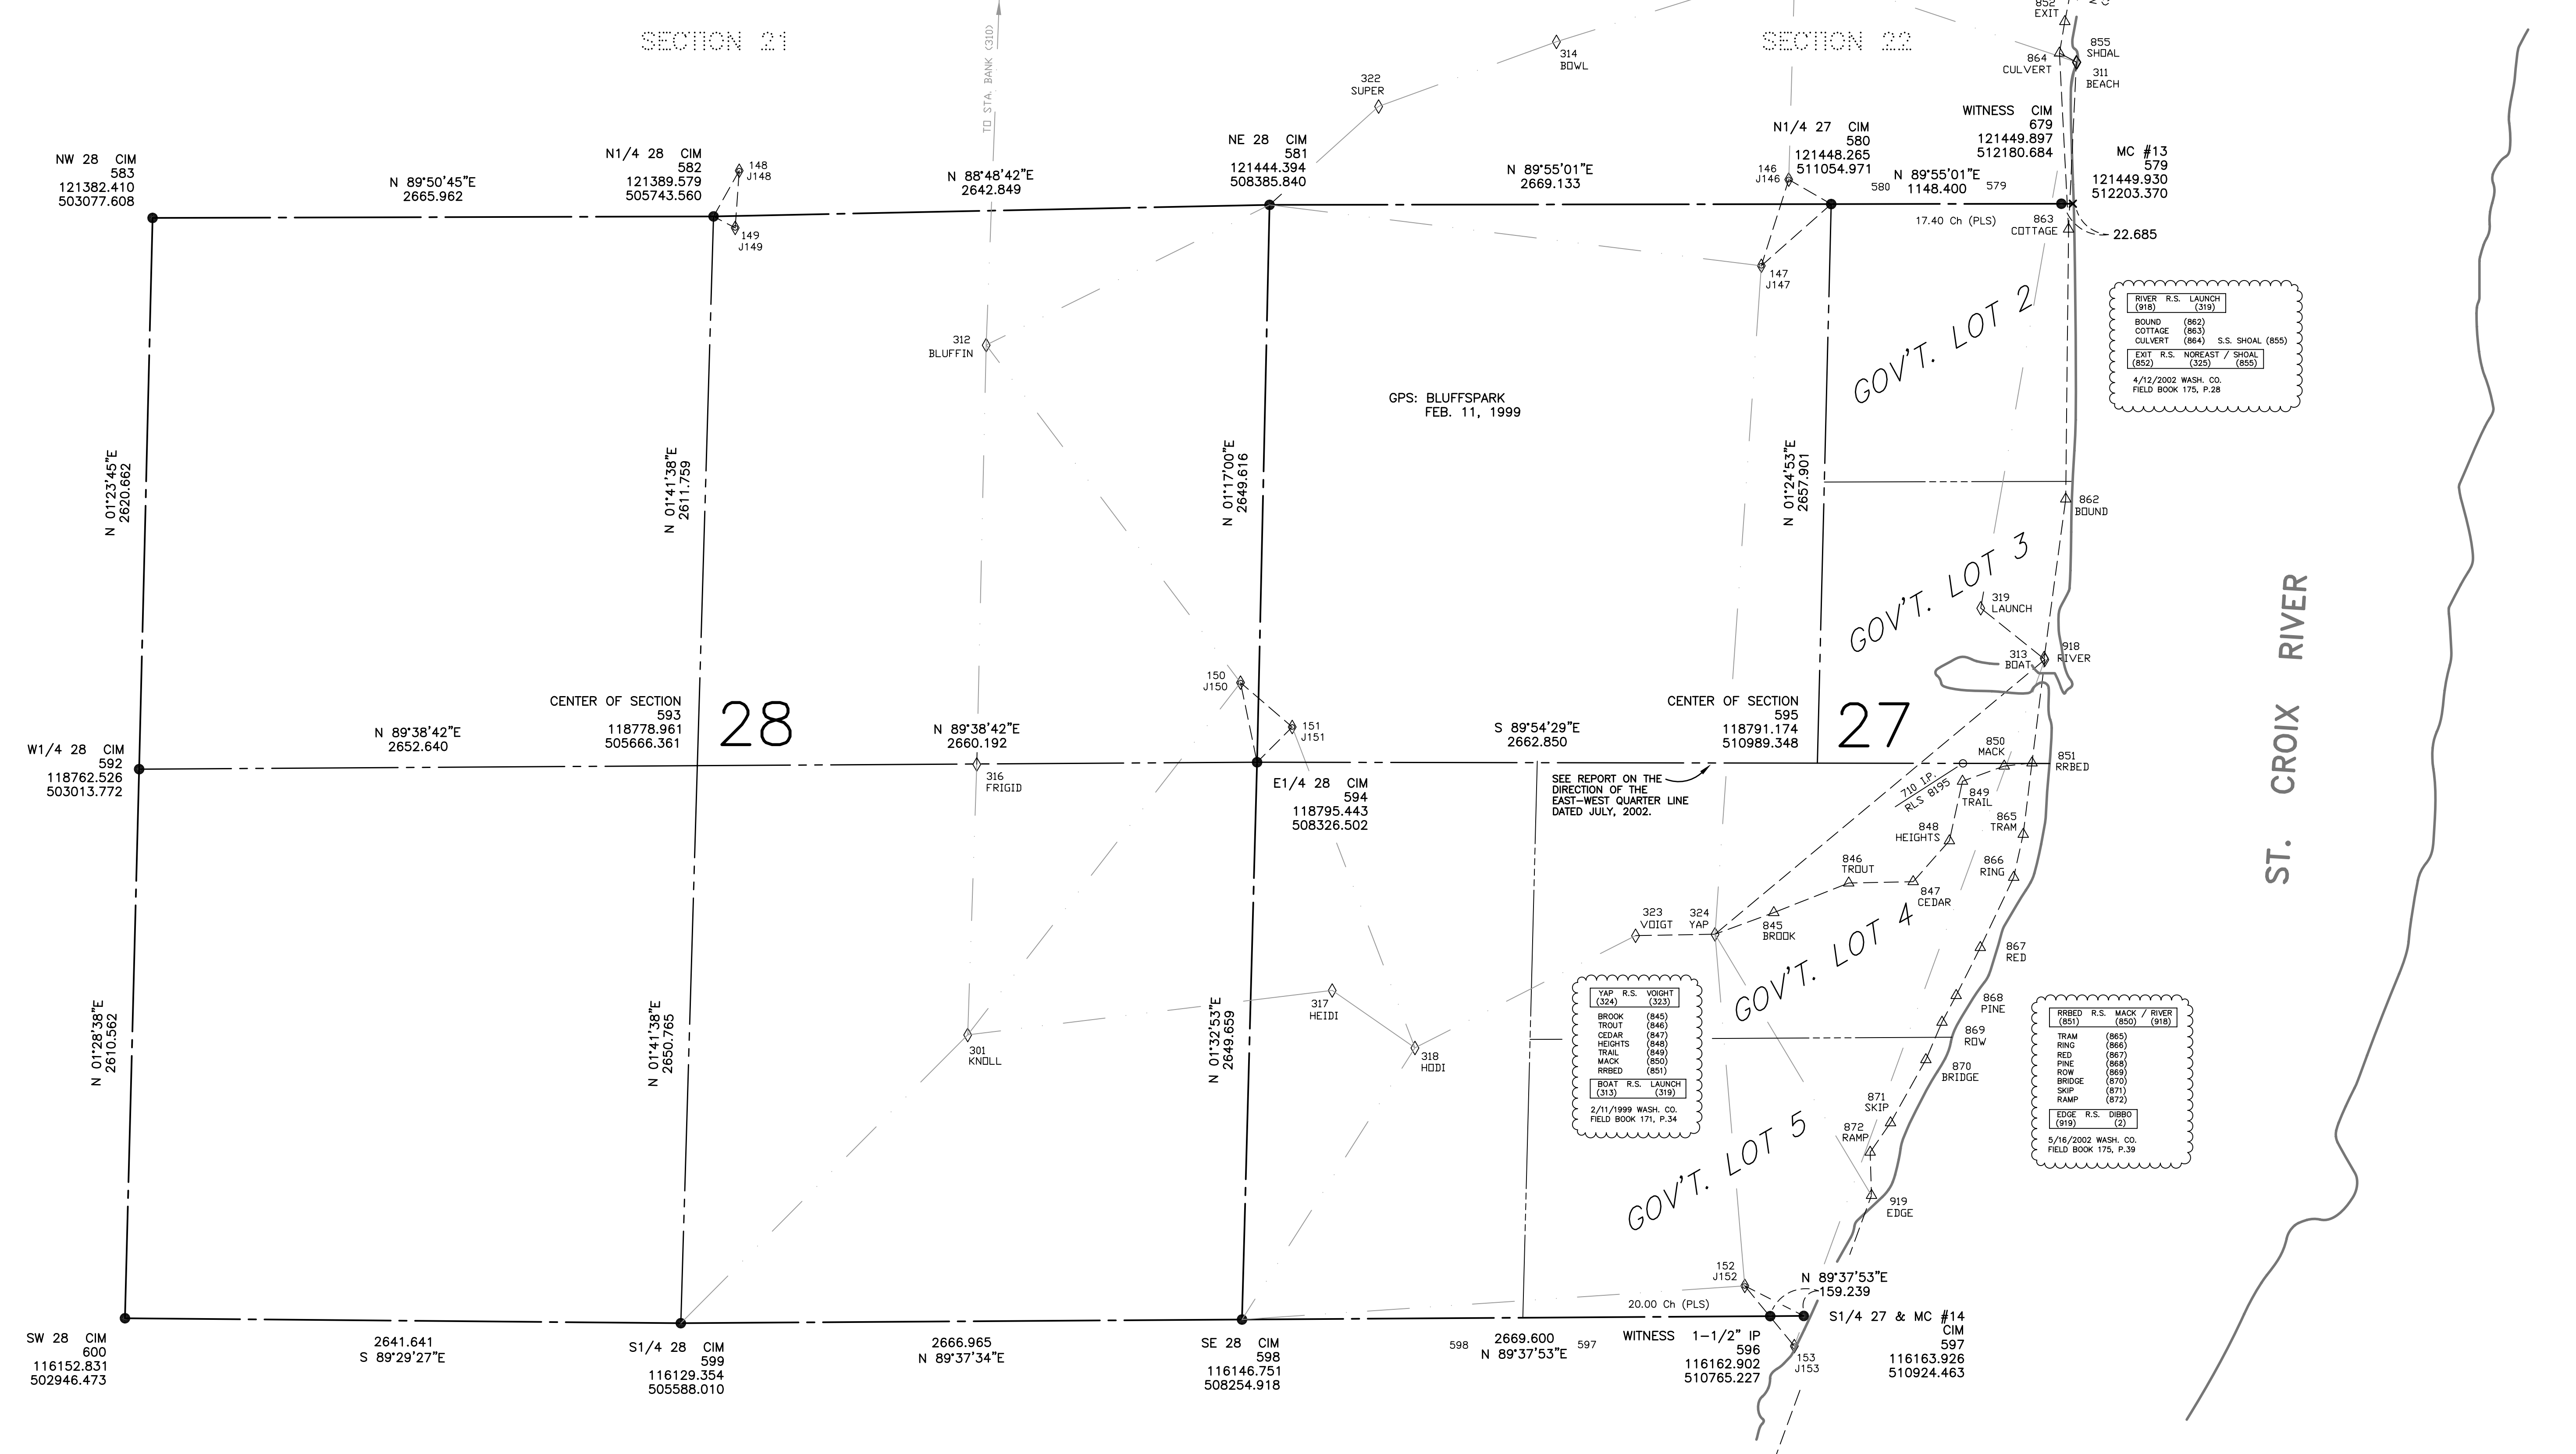 SECTION 21
SECTION 22
TO STA. BANK (310)
852
EXIT
855
SHOAL
864
CULVERT
311
BEACH
314
BOWL
322
SUPER
NW 28 CIM
583
121382.410
503077.608
N 89°50'45"E
2665.962
N1/4 28 CIM
582
121389.579
505743.560
148
J148
149
J149
N 88°48'42"E
2642.849
NE 28 CIM
581
121444.394
508385.840
N 89°55'01"E
2669.133
N1/4 27 CIM
580
121448.265
511054.971
146
J146
147
J147
580
N 89°55'01"E
1148.400
579
17.40 Ch (PLS)
WITNESS CIM
679
121449.897
512180.684
MC #13
579
121449.930
512203.370
863
COTTAGE
22.685
RIVER R.S. LAUNCH
(918) (319)
BOUND (862)
COTTAGE (863)
CULVERT (864) S.S. SHOAL (855)
EXIT R.S. NOREAST / SHOAL
(852) (325) (855)
4/12/2002 WASH. CO.
FIELD BOOK 175, P.28
312
BLUFFIN
GPS: BLUFFSPARK
FEB. 11, 1999
GOV'T. LOT 2
N 01°23'45"E
2620.662
N 01°41'38"E
2611.759
N 01°17'00"E
2649.616
N 01°24'53"E
2657.901
862
BOUND
GOV'T. LOT 3
319
LAUNCH
313
BOAT
918
RIVER
ST. CROIX RIVER
150
J150
151
J151
W1/4 28 CIM
592
118762.526
503013.772
N 89°38'42"E
2652.640
CENTER OF SECTION
593
118778.961
505666.361
28
N 89°38'42"E
2660.192
316
FRIGID
E1/4 28 CIM
594
118795.443
508326.502
S 89°54'29"E
2662.850
SEE REPORT ON THE
DIRECTION OF THE
EAST-WEST QUARTER LINE
DATED JULY, 2002.
CENTER OF SECTION
595
118791.174
510989.348
27
850
MACK
851
RRBED
710 I.P.
RLS 8195
849
TRAIL
848
HEIGHTS
865
TRAM
846
TROUT
866
RING
847
CEDAR
323
VOIGT
324
YAP
845
BROOK
GOV'T. LOT 4
867
RED
868
PINE
869
ROW
870
BRIDGE
871
SKIP
872
RAMP
919
EDGE
YAP R.S. VOIGHT
(324) (323)
BROOK (845)
TROUT (846)
CEDAR (847)
HEIGHTS (848)
TRAIL (849)
MACK (850)
RRBED (851)
BOAT R.S. LAUNCH
(313) (319)
2/11/1999 WASH. CO.
FIELD BOOK 171, P.34
RRBED R.S. MACK / RIVER
(851) (850) (918)
TRAM (865)
RING (866)
RED (867)
PINE (868)
ROW (869)
BRIDGE (870)
SKIP (871)
RAMP (872)
EDGE R.S. DIBBO
(919) (2)
5/16/2002 WASH. CO.
FIELD BOOK 175, P.39
N 01°28'38"E
2610.562
N 01°41'38"E
2650.765
N 01°32'53"E
2649.659
301
KNOLL
317
HEIDI
318
HODI
GOV'T. LOT 5
152
J152
N 89°37'53"E
159.239
20.00 Ch (PLS)
SW 28 CIM
600
116152.831
502946.473
2641.641
S 89°29'27"E
S1/4 28 CIM
599
116129.354
505588.010
2666.965
N 89°37'34"E
SE 28 CIM
598
116146.751
508254.918
598
2669.600
N 89°37'53"E
597
WITNESS 1-1/2" IP
596
116162.902
510765.227
153
J153
S1/4 27 & MC #14
CIM
597
116163.926
510924.463